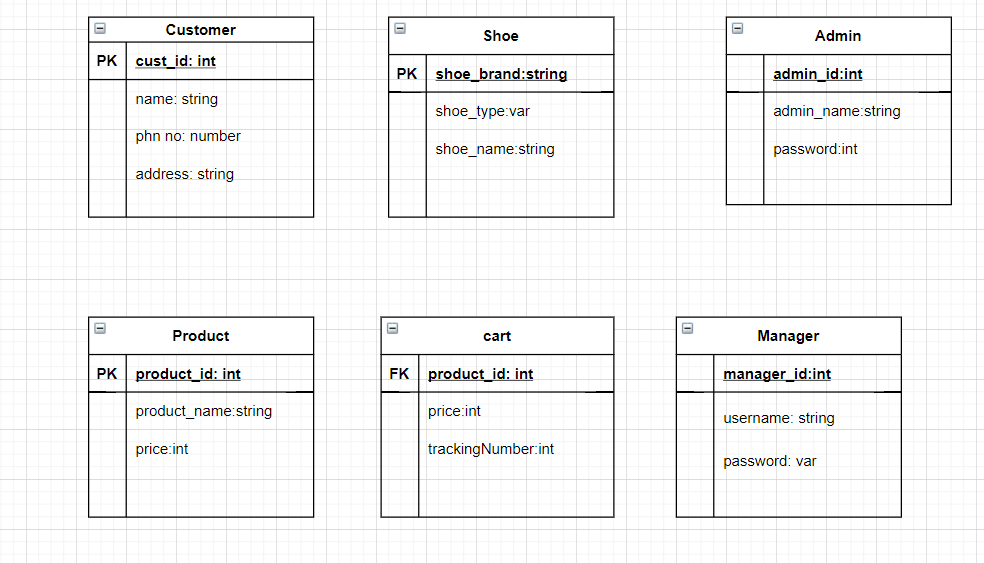 Customer
PK cust_id: int
name: string
phn no: number
address: string
Shoe
PK shoe_brand:string
shoe_type:var
shoe_name:string
Admin
admin_id:int
admin_name:string
password:int
Product
PK product_id: int
product_name:string
price:int
cart
FK product_id: int
price:int
trackingNumber:int
Manager
manager_id:int
username: string
password: var